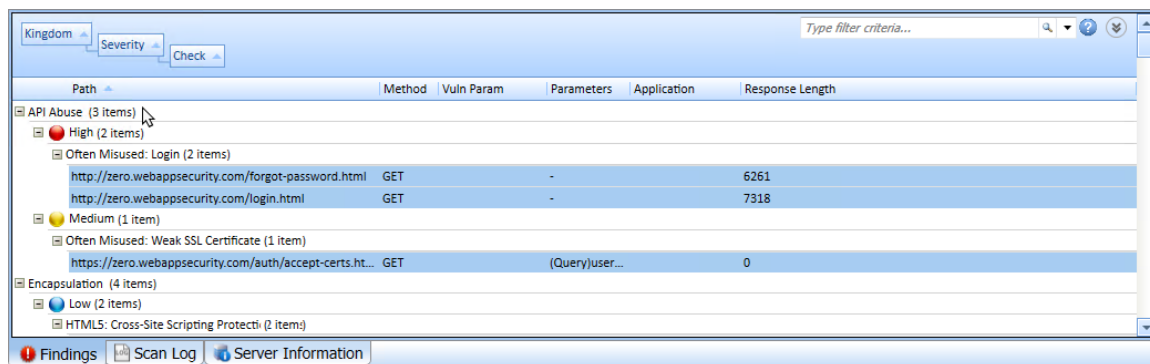 Kingdom
Severity
Check
Type filter criteria...
Path Method Vuln Param Parameters Application Response Length
API Abuse (3 items)
High (2 items)
Often Misused: Login (2 items)
http://zero.webappsecurity.com/forgot-password.html GET - 6261
http://zero.webappsecurity.com/login.html GET - 7318
Medium (1 item)
Often Misused: Weak SSL Certificate (1 item)
https://zero.webappsecurity.com/auth/accept-certs.ht... GET (Query)user... 0
Encapsulation (4 items)
Low (2 items)
HTML5: Cross-Site Scripting Protecti (2 items)
Findings Scan Log Server Information